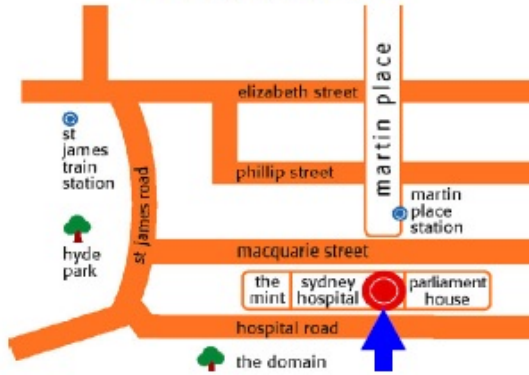 elizabeth street
martin place
st
james
train
station
st james road
phillip street
martin
place
station
hyde
park
macquarie street
the
mint
sydney
hospital
parliament
house
hospital road
the domain